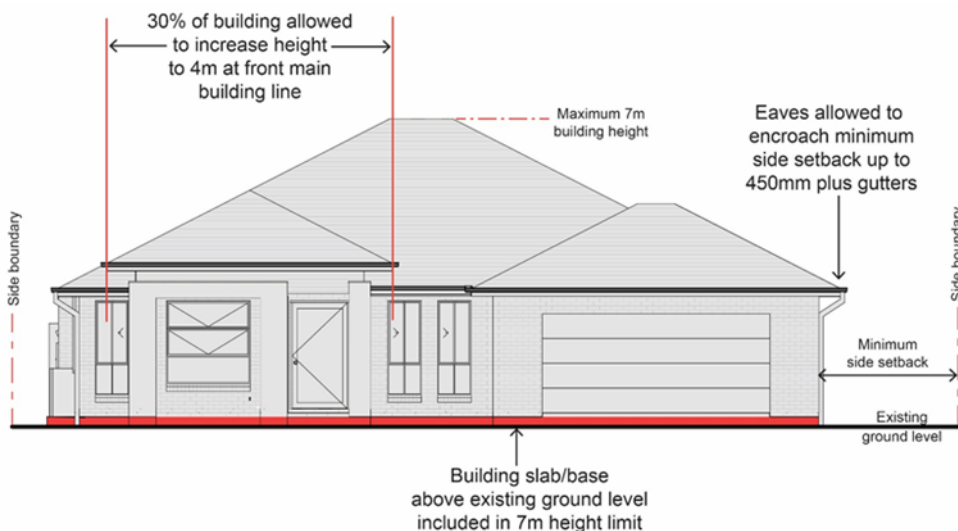 30% of building allowed
to increase height
to 4m at front main
building line
Maximum 7m
building height
Eaves allowed to
encroach minimum
side setback up to
450mm plus gutters
Side boundary
Side boundary
Minimum
side setback
Existing
ground level
Building slab/base
above existing ground level
included in 7m height limit